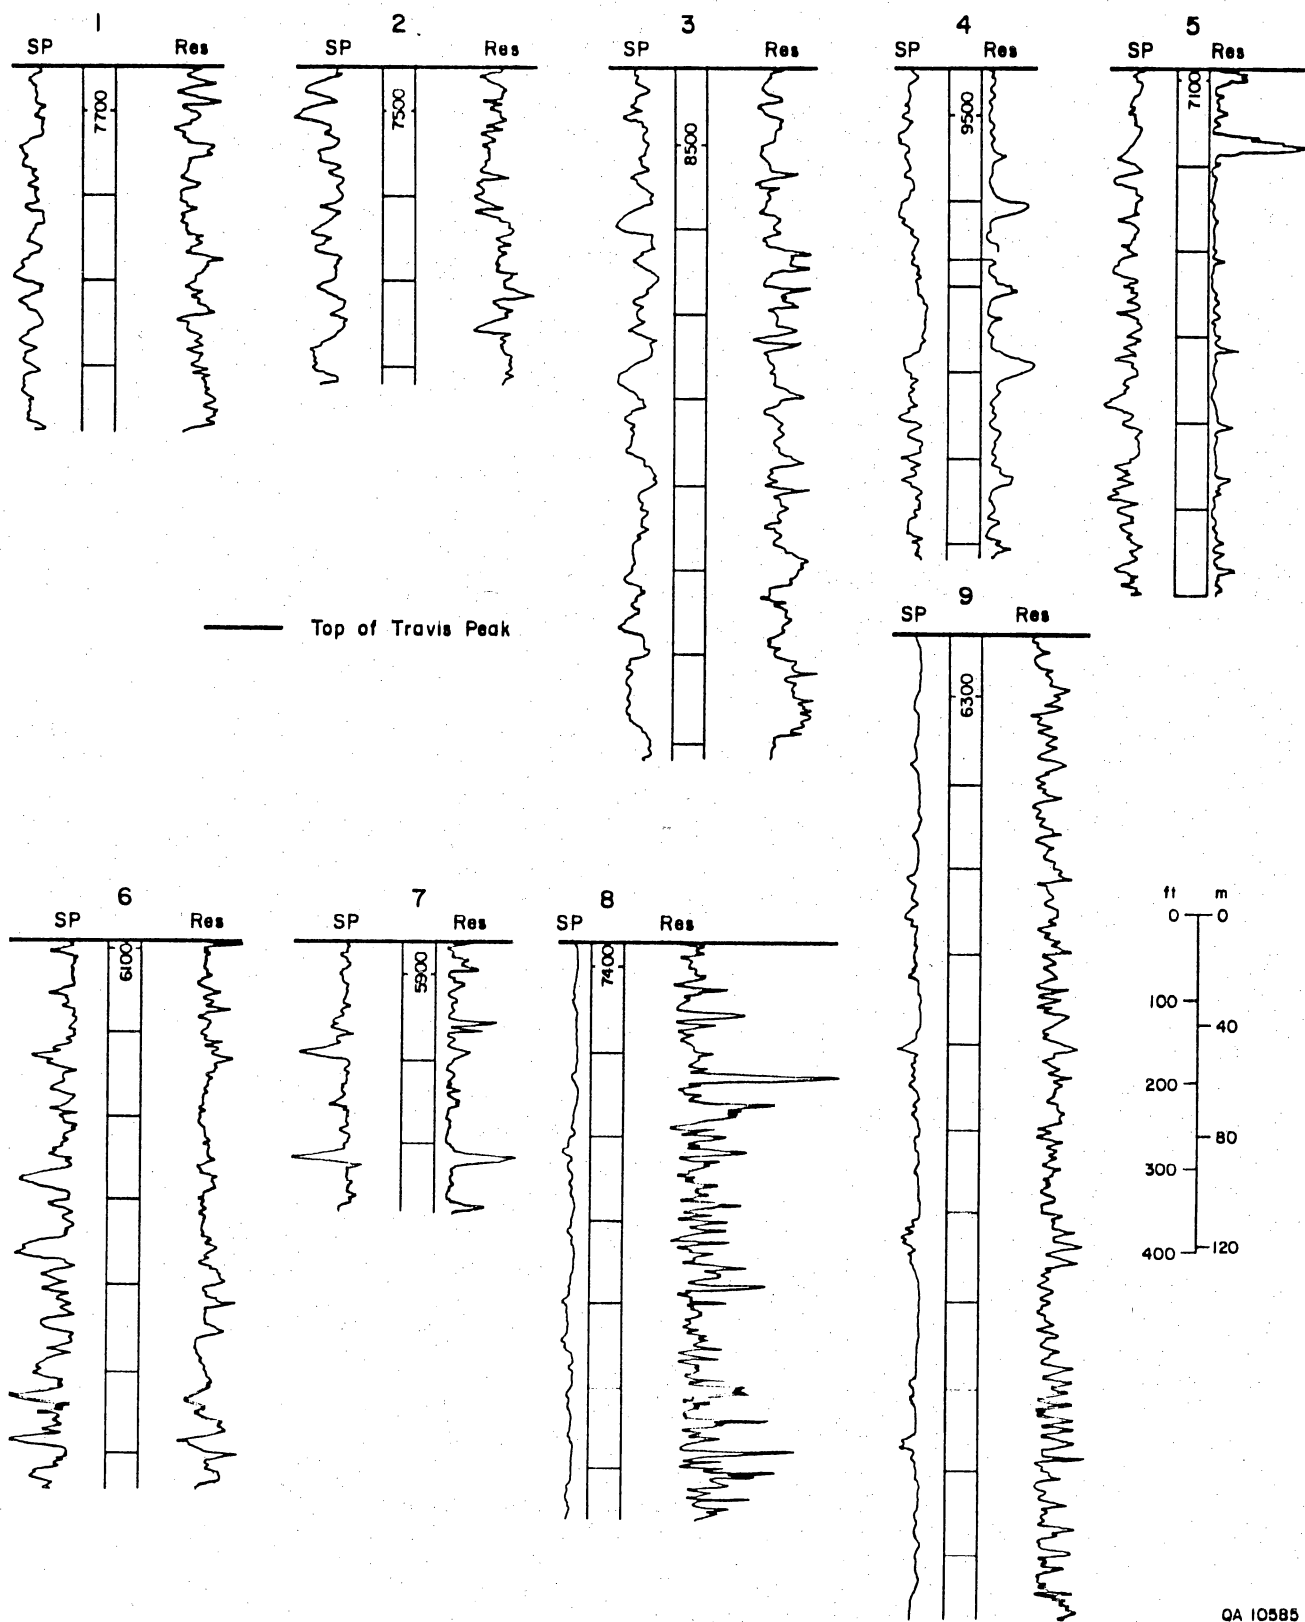 1 2 3 4 5
SP Res SP Res SP Res SP Res SP Res
7700 7500 8500 9500 7100
Top of Travis Peak
9
SP Res
6300
6 7 8
SP Res SP Res SP Res
6100 5900 7400
ft m
0 0
100
40
200
80
300
400 120
QA 10585